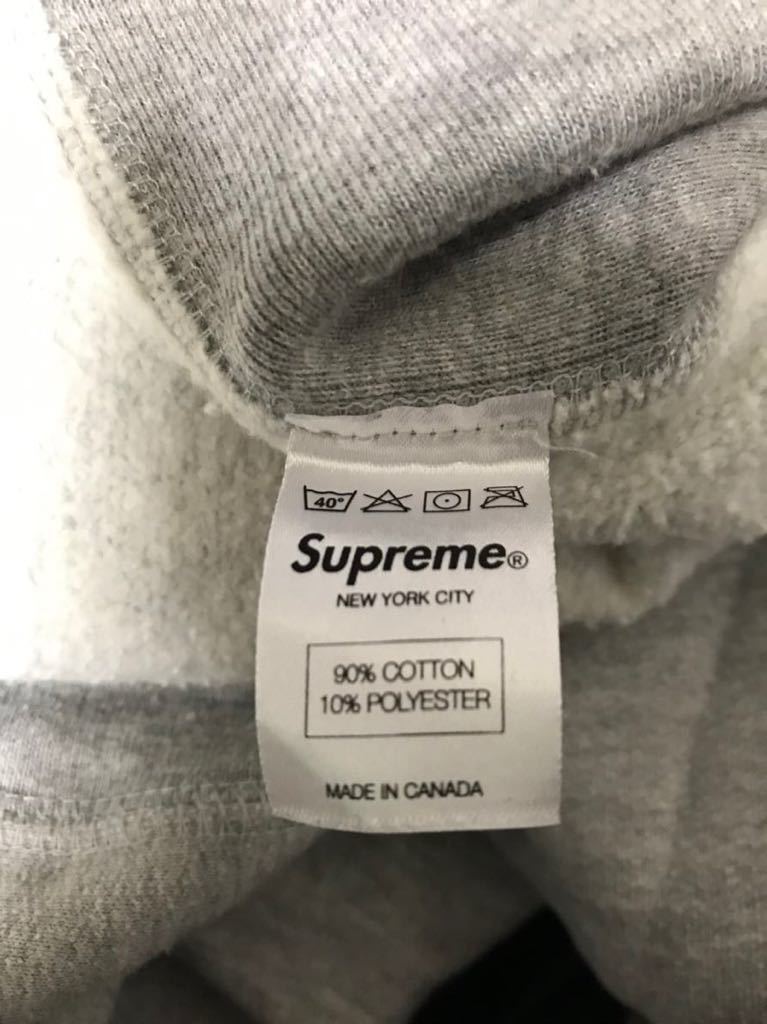 40°
Supreme®
NEW YORK CITY
90% COTTON
10% POLYESTER
MADE IN CANADA